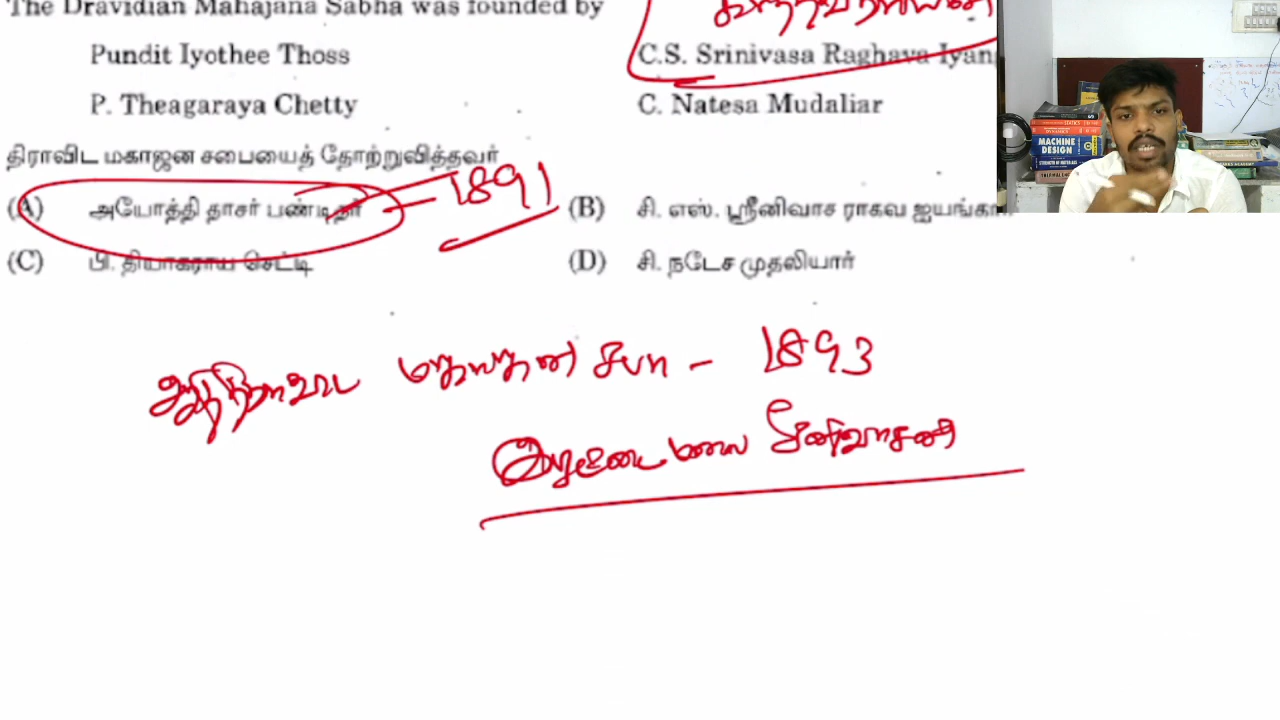 The Dravidian Mahajana Sabha was founded by
Pundit Iyothee Thoss
C.S. Srinivasa Raghava Iyan
P. Theagaraya Chetty
C. Natesa Mudaliar
திராவிட மகாஜன சபையைத் தோற்றுவித்தவர்
(A) அயோத்தி தாசர் பண்டிதர் 1891
(B) சி. எஸ். ஸ்ரீனிவாச ராகவ ஐயங்கா
(C) பி. தியாகராய செட்டி
(D) சி. நடேச முதலியார்
மகாஜன சபா - 1893
இரட்டை மலை சீனிவாசன்
MACHINE DESIGN